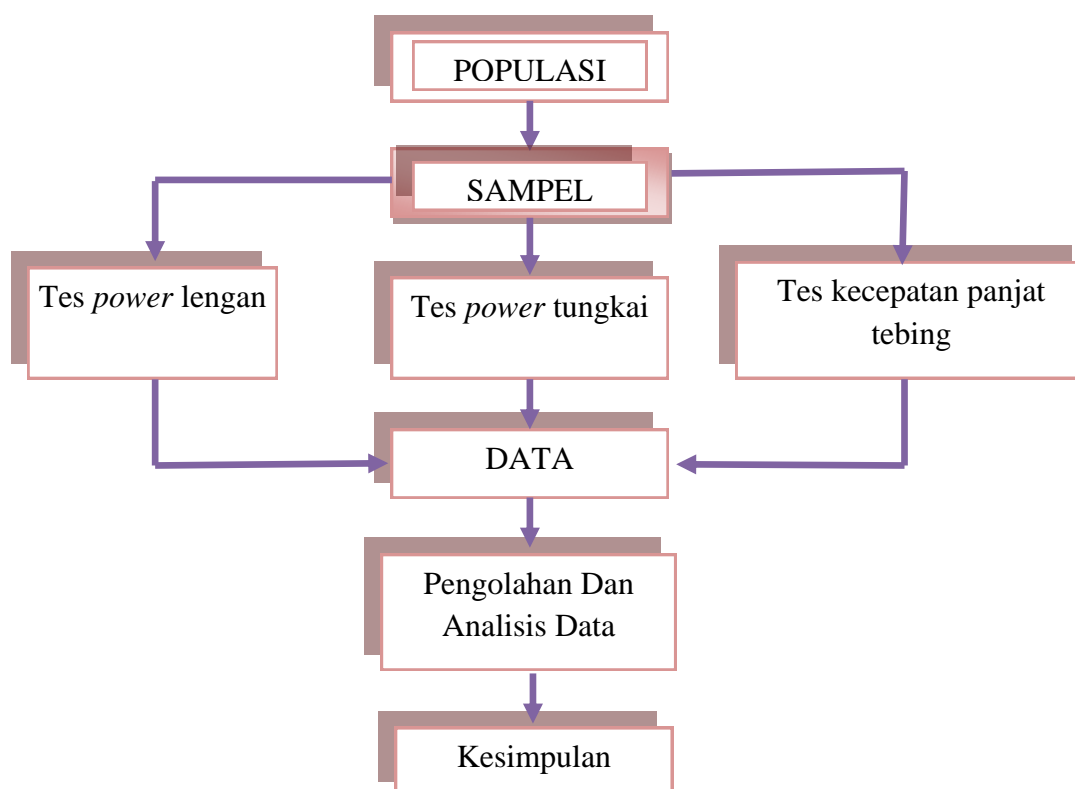 POPULASI
SAMPEL
Tes power lengan
Tes power tungkai
Tes kecepatan panjat
tebing
DATA
Pengolahan Dan
Analisis Data
Kesimpulan